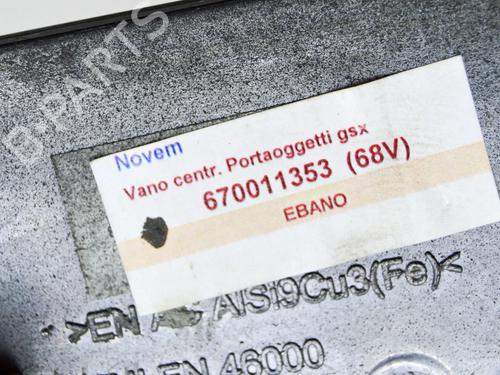 B-PARTS
Novem
Vano centr. Portaoggetti gsx
670011353 (68V)
EBANO
>EN AC AlSi9Cu3(Fe)<
EN 46000